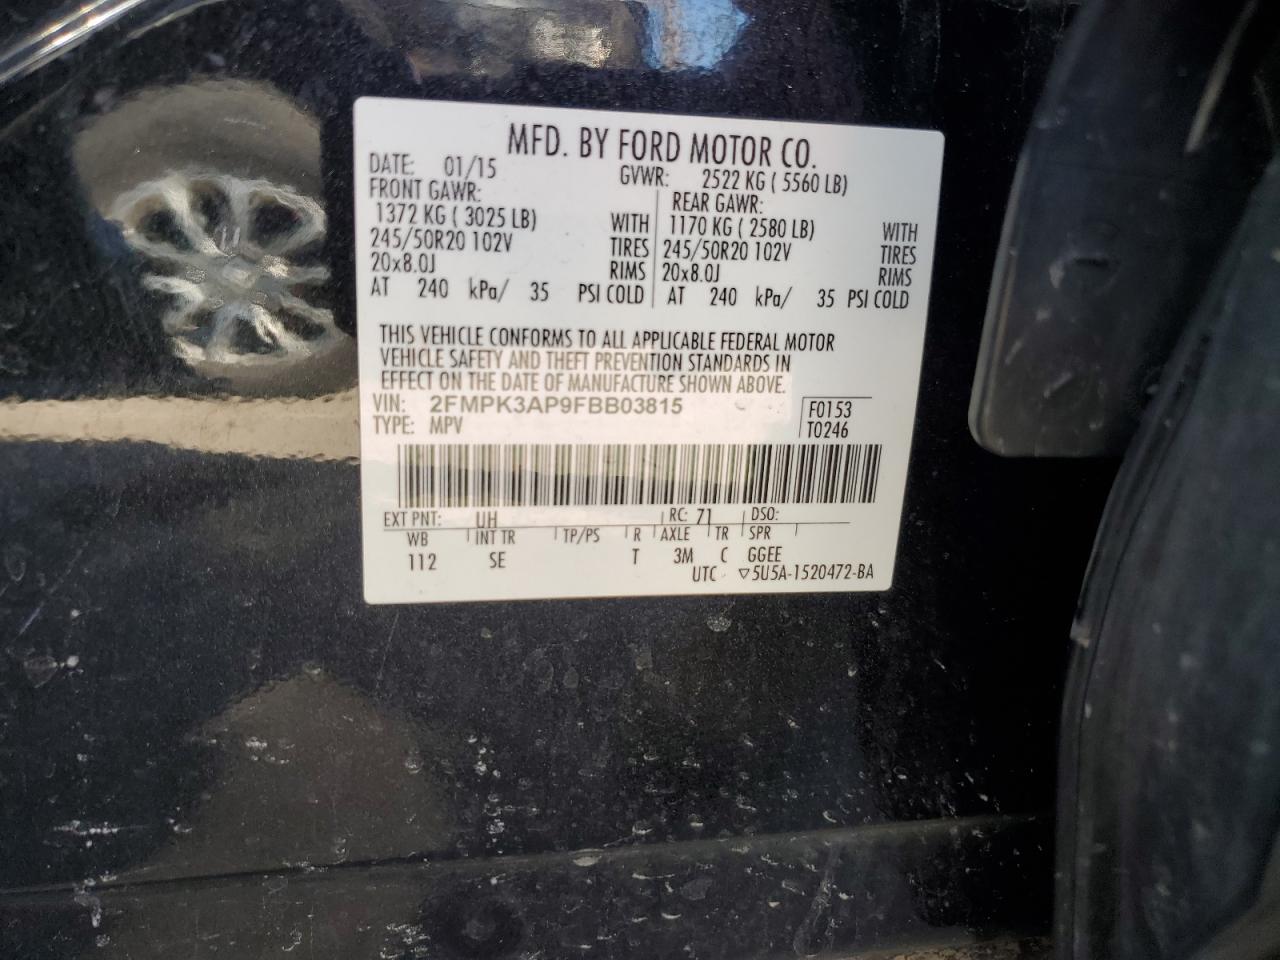 MFD. BY FORD MOTOR CO.
DATE: 01/15 GVWR: 2522 KG ( 5560 LB)
FRONT GAWR: REAR GAWR:
1372 KG ( 3025 LB) WITH 1170 KG ( 2580 LB) WITH
245/50R20 102V TIRES 245/50R20 102V TIRES
20x8.0J RIMS 20x8.0J RIMS
AT 240 kPa/ 35 PSI COLD AT 240 kPa/ 35 PSI COLD
THIS VEHICLE CONFORMS TO ALL APPLICABLE FEDERAL MOTOR
VEHICLE SAFETY AND THEFT PREVENTION STANDARDS IN
EFFECT ON THE DATE OF MANUFACTURE SHOWN ABOVE.
VIN: 2FMPK3AP9FBB03815 F0153
TYPE: MPV T0246
EXT PNT: UH RC: 71 DSO:
WB INT TR TP/PS R AXLE TR SPR
112 SE T 3M C GGEE
UTC ▽5U5A-1520472-BA